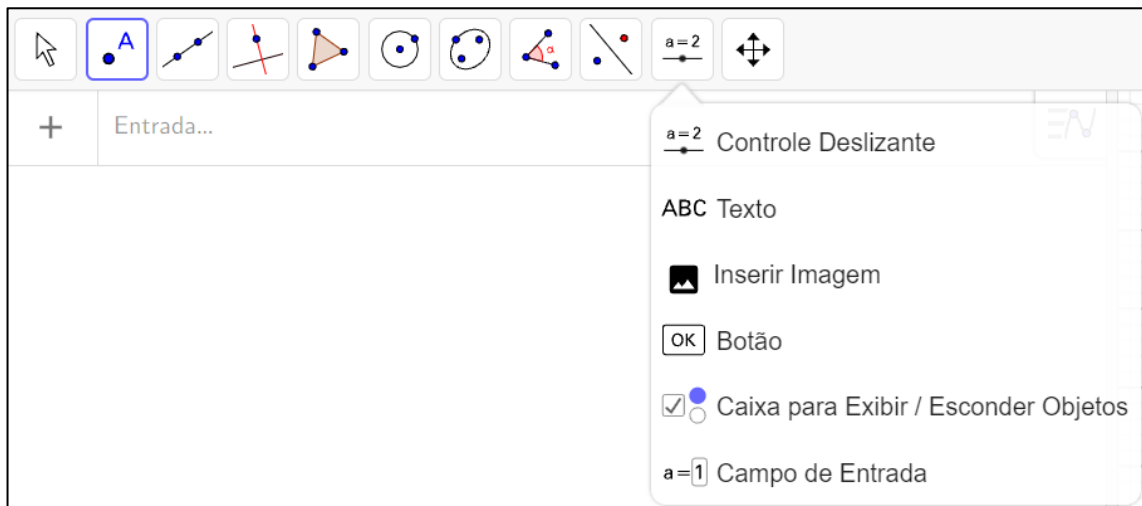 A
α
a=2
Entrada...
a=2 Controle Deslizante
ABC Texto
Inserir Imagem
OK Botão
Caixa para Exibir / Esconder Objetos
a=1 Campo de Entrada